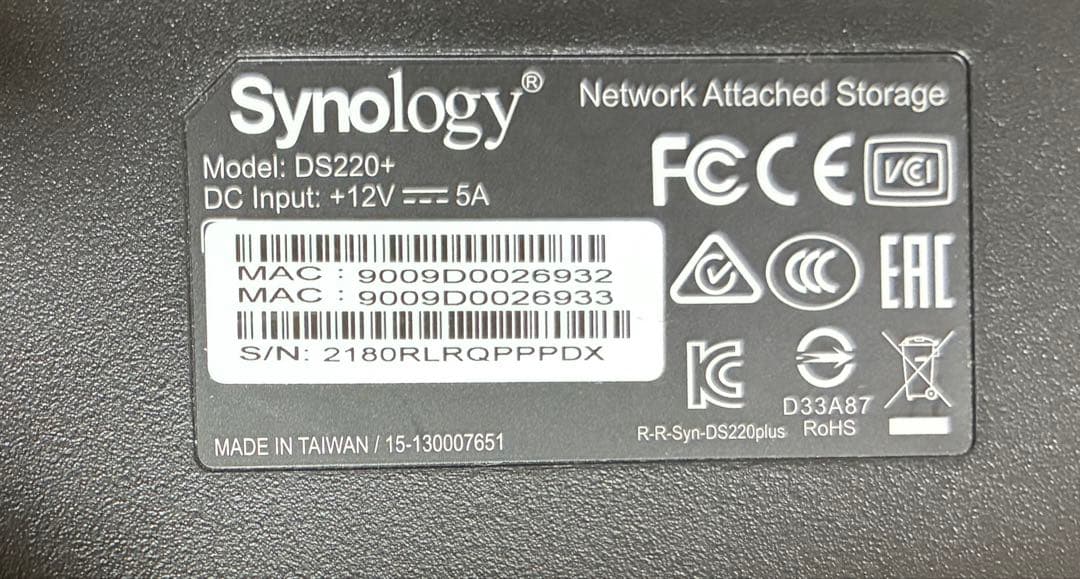 Synology®
Network Attached Storage
Model: DS220+
DC Input: +12V ⎓ 5A
FC CE VCI
MAC : 9009D0026932
MAC : 9009D0026933
S/N: 2180RLRQPPPDX
EAC
D33A87
RoHS
R-R-Syn-DS220plus
MADE IN TAIWAN / 15-130007651